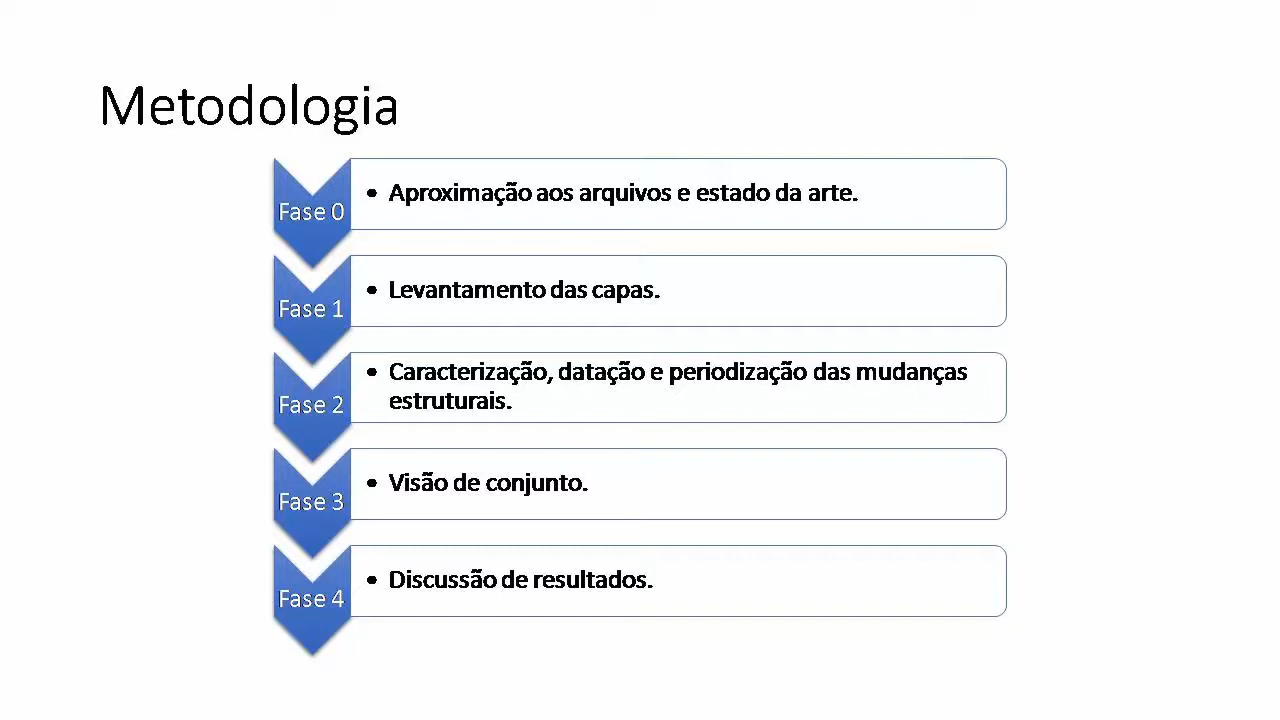 Metodologia
Fase 0
• Aproximação aos arquivos e estado da arte.
Fase 1
• Levantamento das capas.
Fase 2
• Caracterização, datação e periodização das mudanças
estruturais.
Fase 3
• Visão de conjunto.
Fase 4
• Discussão de resultados.